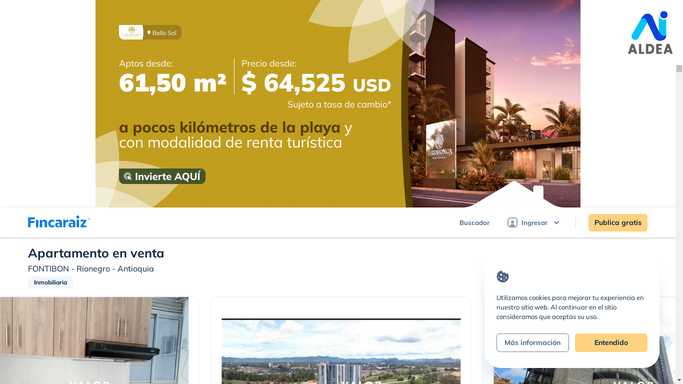 Bello Sol
ALDEA
Aptos desde:
61,50 m²
Precio desde:
$ 64,525 USD
Sujeto a tasa de cambio*
a pocos kilómetros de la playa y
con modalidad de renta turística
Invierte AQUÍ
Fincaraiz
Buscador
Ingresar
Publica gratis
Apartamento en venta
FONTIBON - Rionegro - Antioquia
Inmobiliaria
Utilizamos cookies para mejorar tu experiencia en
nuestro sitio web. Al continuar en el sitio
consideramos que aceptas su uso.
Más información
Entendido